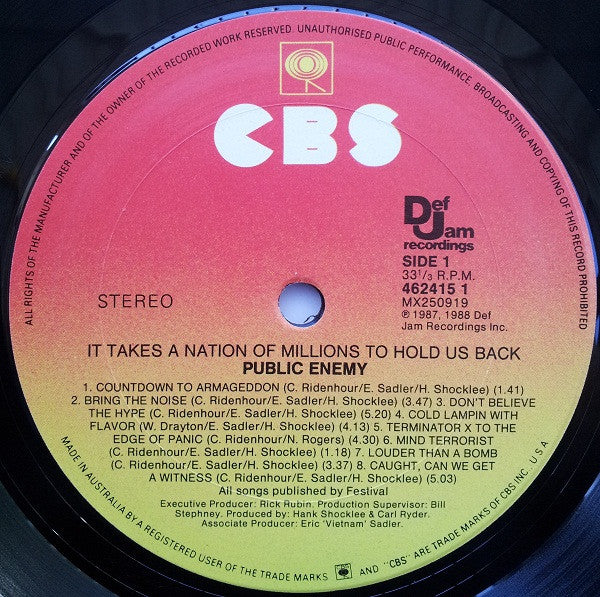 ALL RIGHTS OF THE MANUFACTURER AND OF THE OWNER OF THE RECORDED WORK RESERVED. UNAUTHORISED PUBLIC PERFORMANCE, BROADCASTING AND COPYING OF THIS RECORD PROHIBITED
CBS
Def
Jam
recordings
SIDE 1
33¹/₃ R.P.M.
462415 1
MX250919
℗ 1987, 1988 Def
Jam Recordings Inc.
STEREO
IT TAKES A NATION OF MILLIONS TO HOLD US BACK
PUBLIC ENEMY
1. COUNTDOWN TO ARMAGEDDON (C. Ridenhour/E. Sadler/H. Shocklee) (1.41)
2. BRING THE NOISE (C. Ridenhour/E. Sadler/H. Shocklee) (3.47) 3. DON'T BELIEVE
THE HYPE (C. Ridenhour/E. Sadler/H. Shocklee) (5.20) 4. COLD LAMPIN WITH
FLAVOR (W. Drayton/E. Sadler/H. Shocklee) (4.13) 5. TERMINATOR X TO THE
EDGE OF PANIC (C. Ridenhour/N. Rogers) (4.30) 6. MIND TERRORIST
(C. Ridenhour/E. Sadler/H. Shocklee) (1.18) 7. LOUDER THAN A BOMB
(C. Ridenhour/E. Sadler/H. Shocklee) (3.37) 8. CAUGHT, CAN WE GET
A WITNESS (C. Ridenhour/E. Sadler/H. Shocklee) (5.03)
All songs published by Festival
Executive Producer: Rick Rubin. Production Supervisor: Bill
Stephney. Produced by: Hank Shocklee & Carl Ryder.
Associate Producer: Eric 'Vietnam' Sadler.
MADE IN AUSTRALIA BY A REGISTERED USER OF THE TRADE MARKS AND "CBS" ARE TRADE MARKS OF CBS INC., U S A